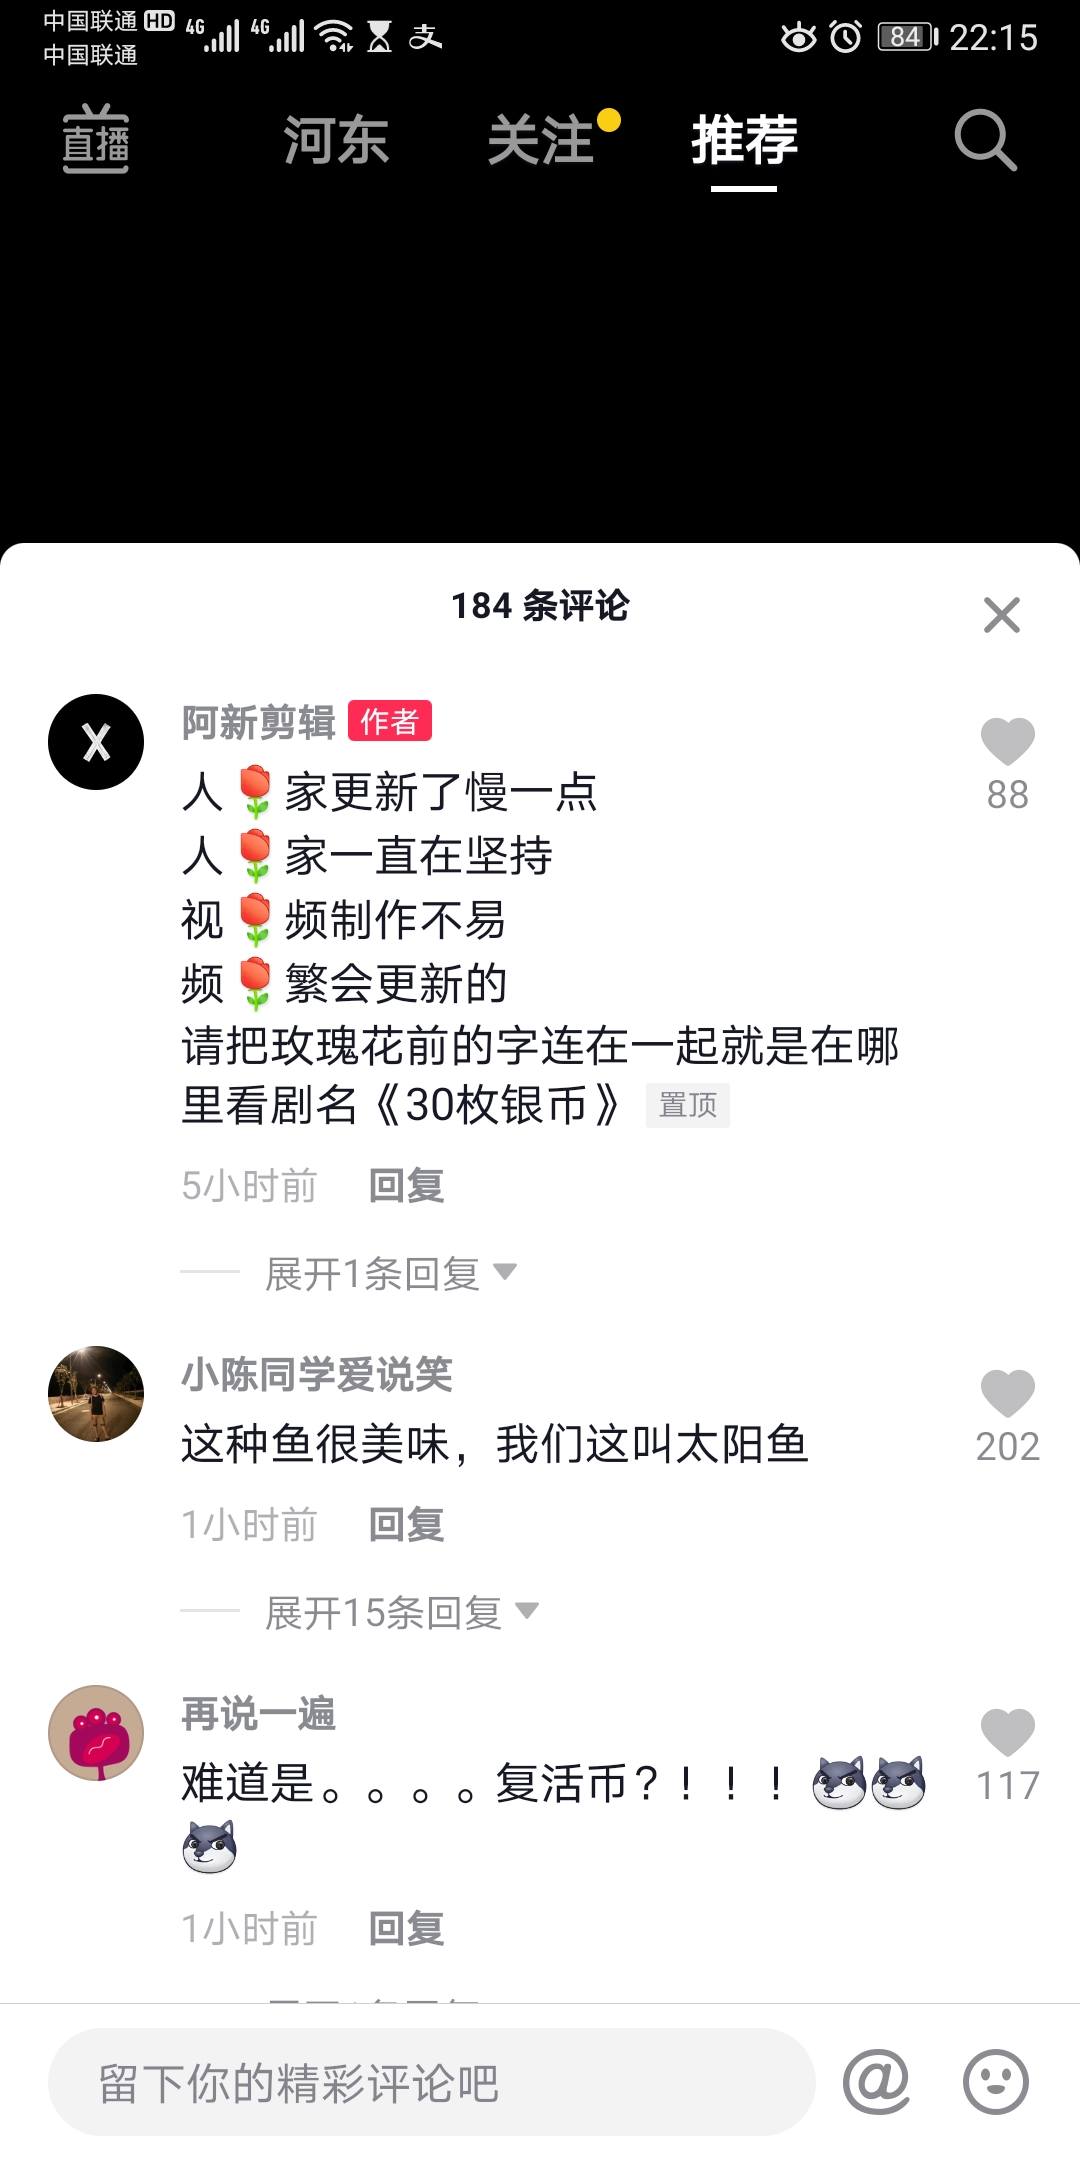 中国联通 HD 4G 4G 支 84 22:15
中国联通
直播 河东 关注 推荐
184 条评论
阿新剪辑 作者
人🌹家更新了慢一点
88
人🌹家一直在坚持
视🌹频制作不易
频🌹繁会更新的
请把玫瑰花前的字连在一起就是在哪
里看剧名《30枚银币》 置顶
5小时前 回复
展开1条回复
小陈同学爱说笑
这种鱼很美味，我们这叫太阳鱼
202
1小时前 回复
展开15条回复
再说一遍
难道是。。。。复活币？！！！
117
1小时前 回复
留下你的精彩评论吧
@